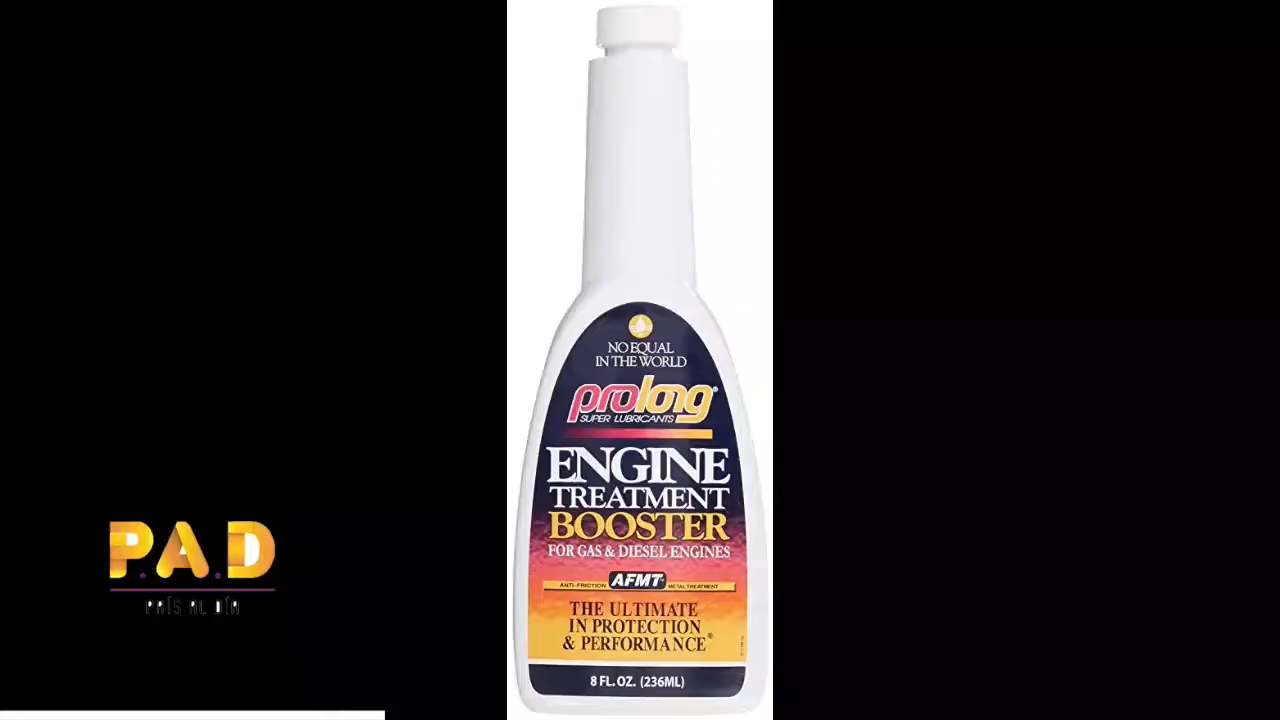 NO EQUAL
IN THE WORLD
prolong®
SUPER LUBRICANTS
ENGINE
TREATMENT
BOOSTER
FOR GAS & DIESEL ENGINES
ANTI-FRICTION AFMT™ METAL TREATMENT
THE ULTIMATE
IN PROTECTION
& PERFORMANCE®
8 FL. OZ. (236ML)
P.A.D
PAÍS AL DÍA